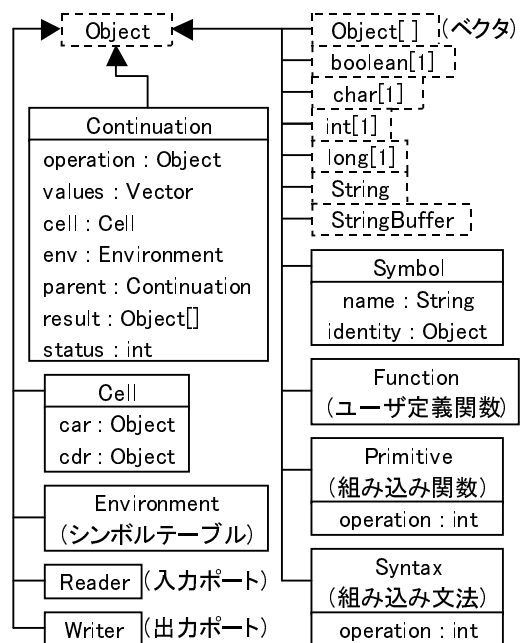 Object
Continuation
operation : Object
values : Vector
cell : Cell
env : Environment
parent : Continuation
result : Object[]
status : int
Cell
car : Object
cdr : Object
Environment
(シンボルテーブル)
Reader (入力ポート)
Writer (出力ポート)
Object[ ] (ベクタ)
boolean[1]
char[1]
int[1]
long[1]
String
StringBuffer
Symbol
name : String
identity : Object
Function
(ユーザ定義関数)
Primitive
(組み込み関数)
operation : int
Syntax
(組み込み文法)
operation : int